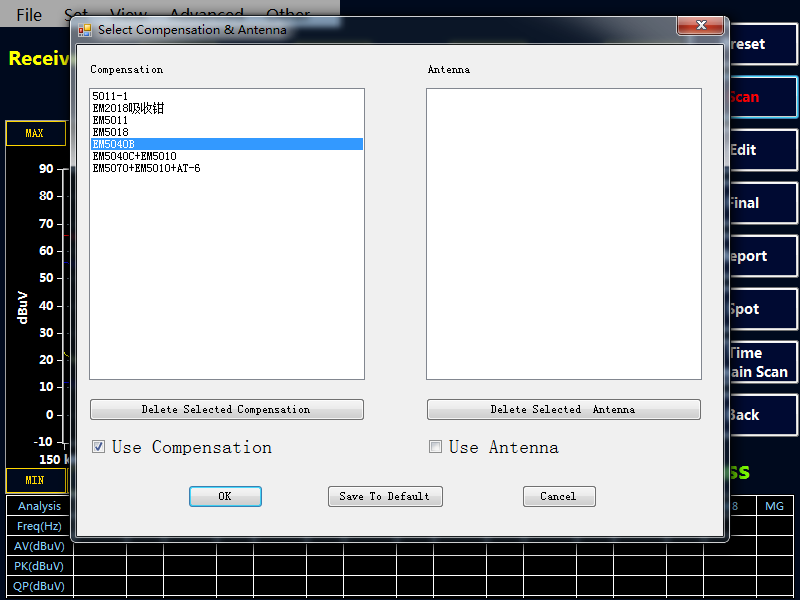 File Set View Advanced Other
Select Compensation & Antenna
Receiv
Compensation
Antenna
5011-1
EM2018吸收钳
EM5011
EM5018
EM5040B
EM5040C+EM5010
EM5070+EM5010+AT-6
Delete Selected Compensation
Delete Selected Antenna
Use Compensation
Use Antenna
OK
Save To Default
Cancel
MAX
90
80
70
60
50
40
30
20
10
0
-10
dBuV
150 k
MIN
reset
Scan
Edit
Final
eport
Spot
Time
ain Scan
Back
ss
Analysis
8
MG
Freq(Hz)
AV(dBuV)
PK(dBuV)
QP(dBuV)